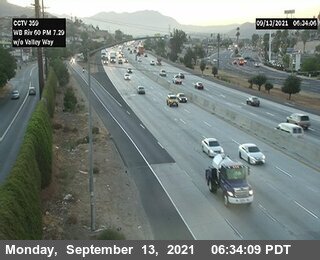 CCTV 359
WB Riv 60 PM 7.29
w/o Valley Way
09/13/2021
06:34:06
Monday, September 13, 2021 06:34:09 PDT